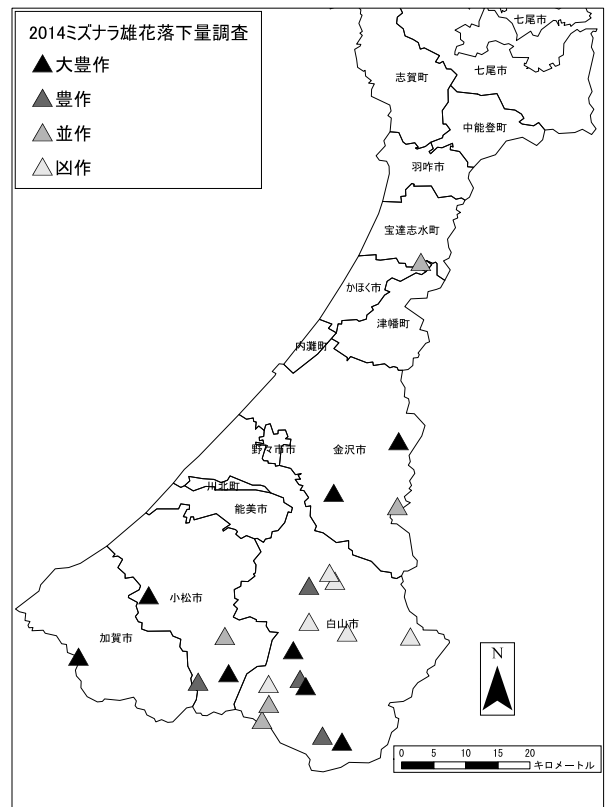 2014ミズナラ雄花落下量調査
大豊作
豊作
並作
凶作
七尾市
七尾市
志賀町
中能登町
羽咋市
宝達志水町
かほく市
津幡町
内灘町
野々市市
金沢市
川北町
能美市
小松市
白山市
加賀市
N
0 5 10 15 20
キロメートル